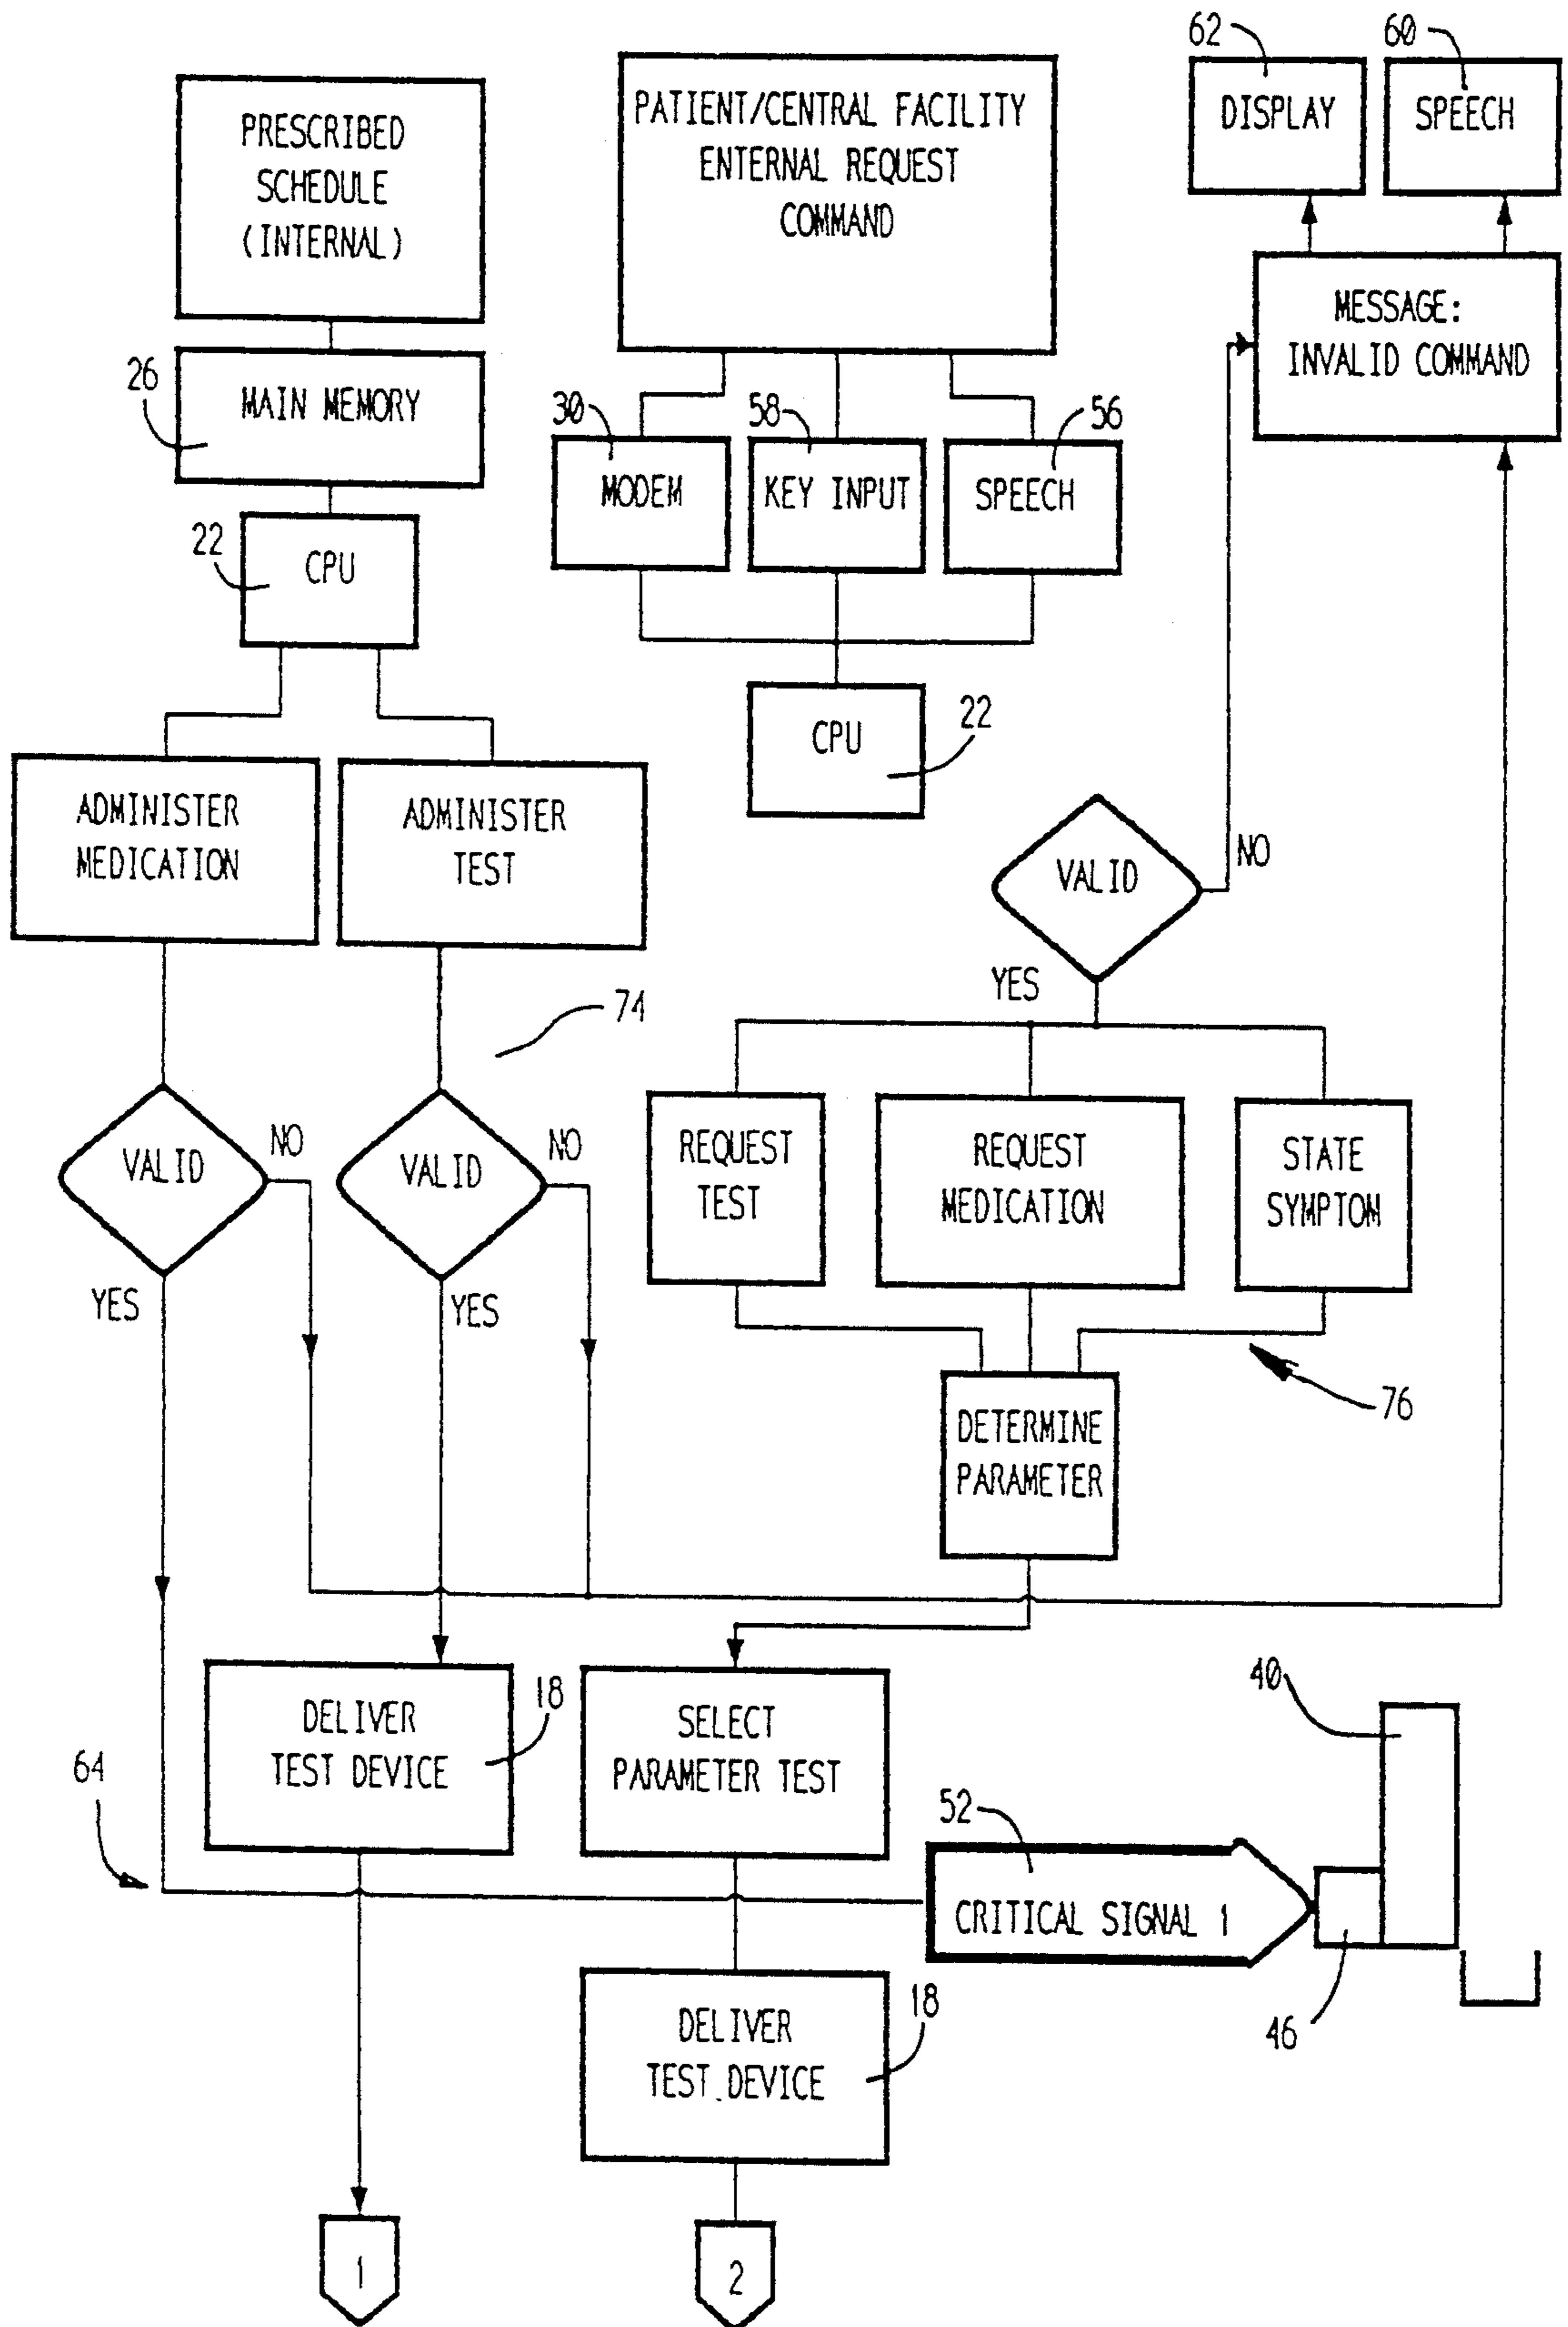 62
60
DISPLAY
SPEECH
PRESCRIBED
SCHEDULE
(INTERNAL)
PATIENT/CENTRAL FACILITY
ENTERNAL REQUEST
COMMAND
MESSAGE:
INVALID COMMAND
26
MAIN MEMORY
30
58
56
MODEM
KEY INPUT
SPEECH
22
CPU
CPU
22
ADMINISTER
MEDICATION
ADMINISTER
TEST
VALID
NO
YES
74
VALID
NO
YES
VALID
NO
YES
REQUEST
TEST
REQUEST
MEDICATION
STATE
SYMPTOM
76
DETERMINE
PARAMETER
DELIVER
TEST DEVICE
18
SELECT
PARAMETER TEST
40
64
52
CRITICAL SIGNAL 1
46
DELIVER
TEST DEVICE
18
1
2